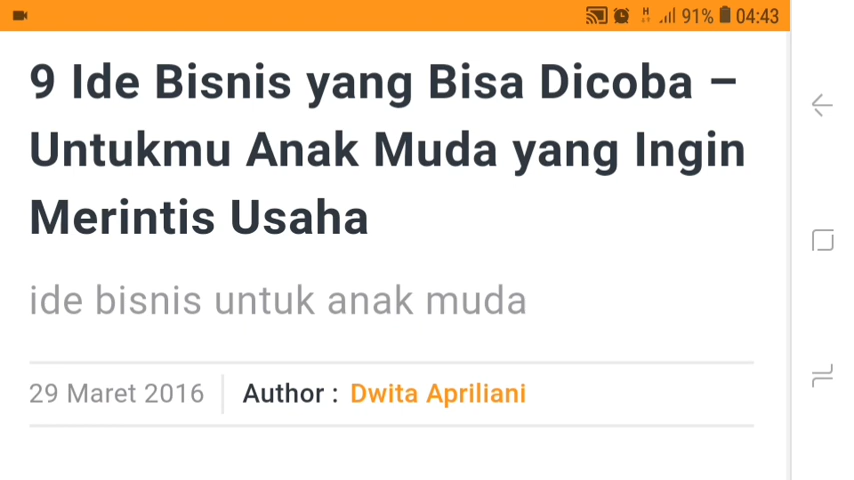 91% 04:43
9 Ide Bisnis yang Bisa Dicoba –
Untukmu Anak Muda yang Ingin
Merintis Usaha
ide bisnis untuk anak muda
29 Maret 2016 Author : Dwita Apriliani